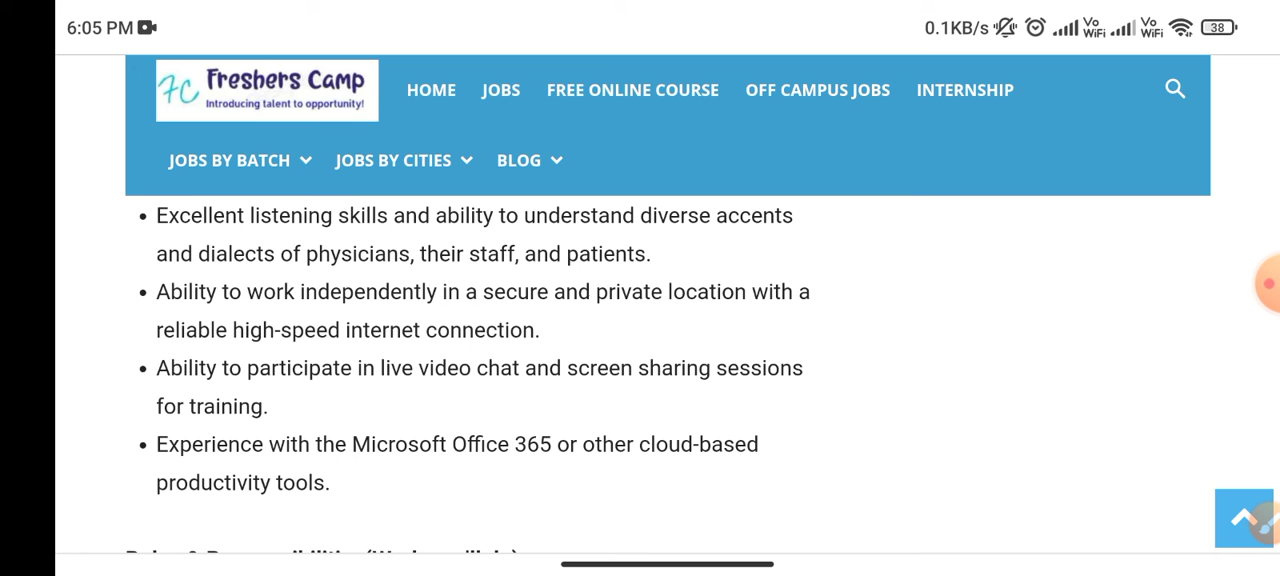 6:05 PM 0.1KB/s Vo WiFi Vo WiFi 38
FC Freshers Camp
Introducing talent to opportunity!
HOME JOBS FREE ONLINE COURSE OFF CAMPUS JOBS INTERNSHIP
JOBS BY BATCH JOBS BY CITIES BLOG
• Excellent listening skills and ability to understand diverse accents
and dialects of physicians, their staff, and patients.
• Ability to work independently in a secure and private location with a
reliable high-speed internet connection.
• Ability to participate in live video chat and screen sharing sessions
for training.
• Experience with the Microsoft Office 365 or other cloud-based
productivity tools.